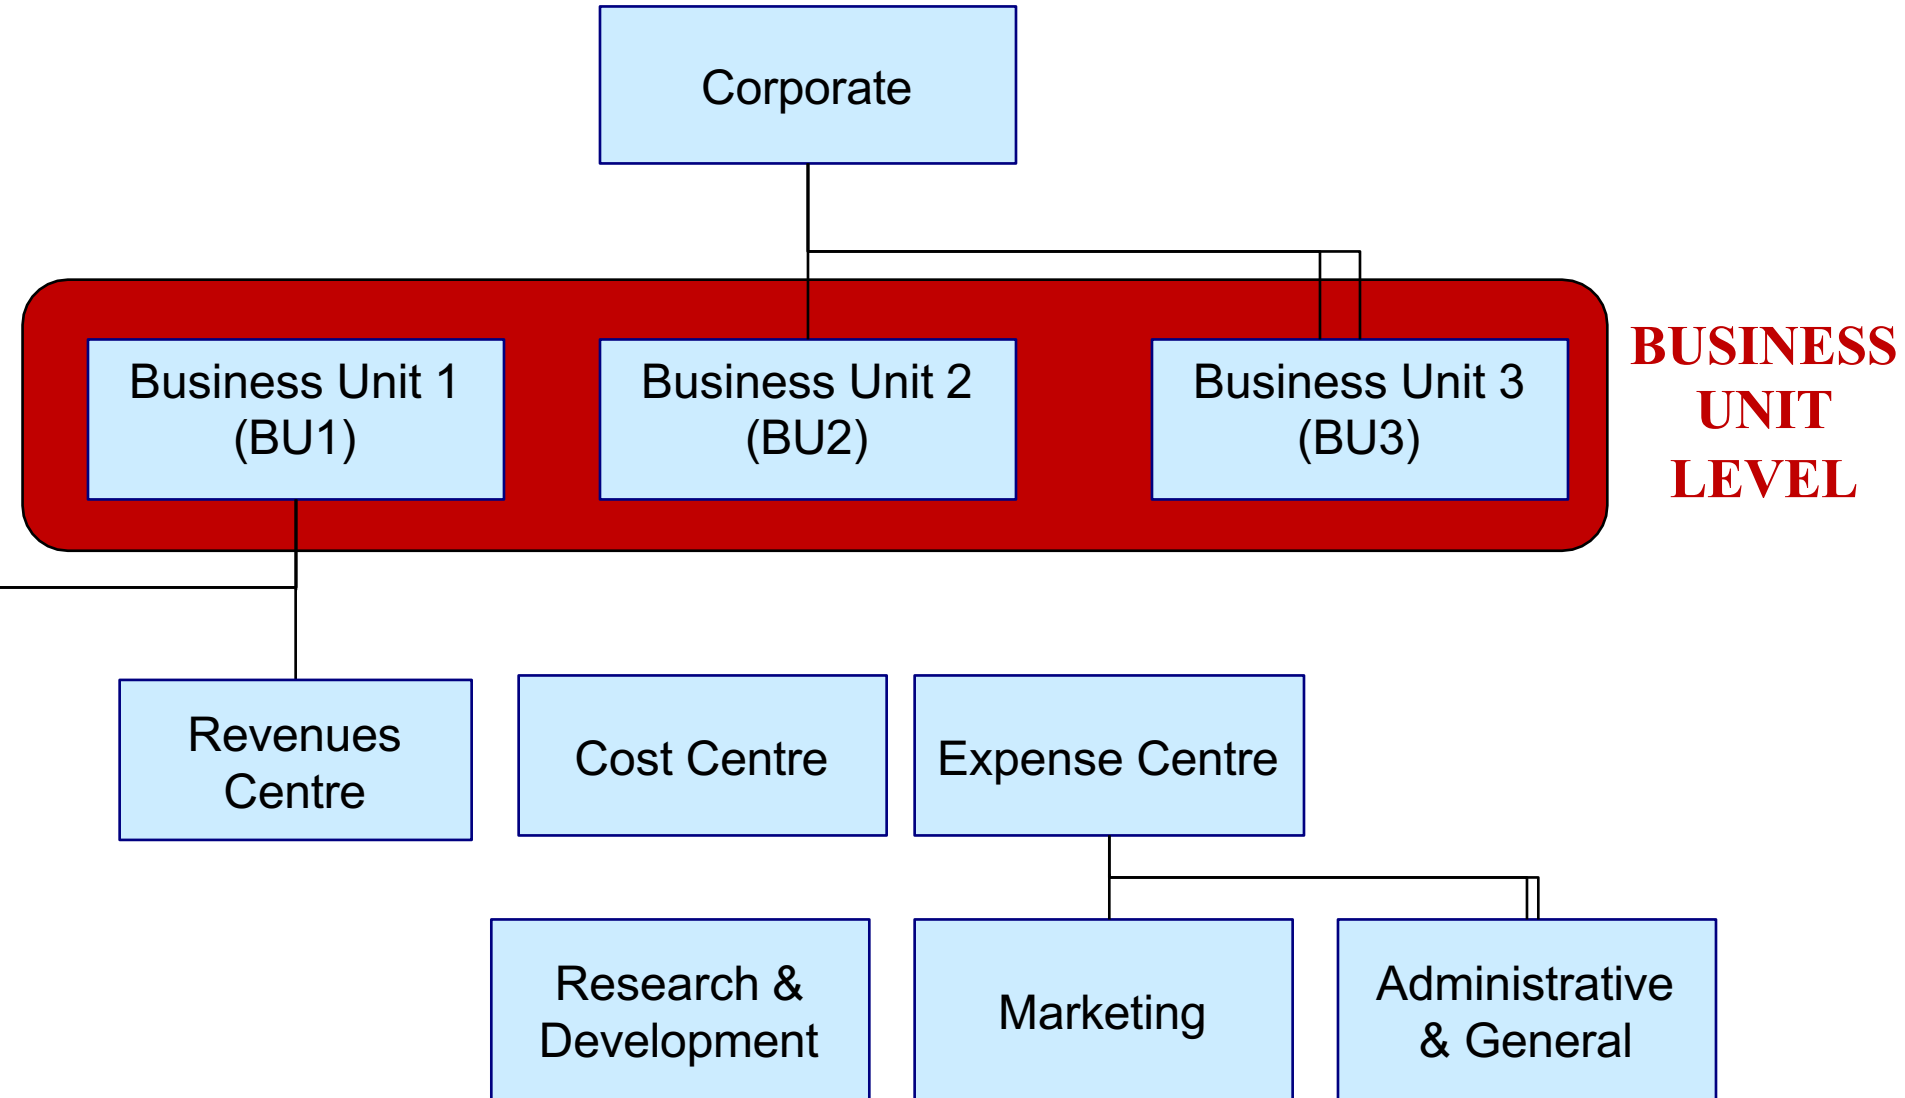 Corporate
Business Unit 1
(BU1)
Business Unit 2
(BU2)
Business Unit 3
(BU3)
BUSINESS
UNIT
LEVEL
Revenues
Centre
Cost Centre
Expense Centre
Research &
Development
Marketing
Administrative
& General